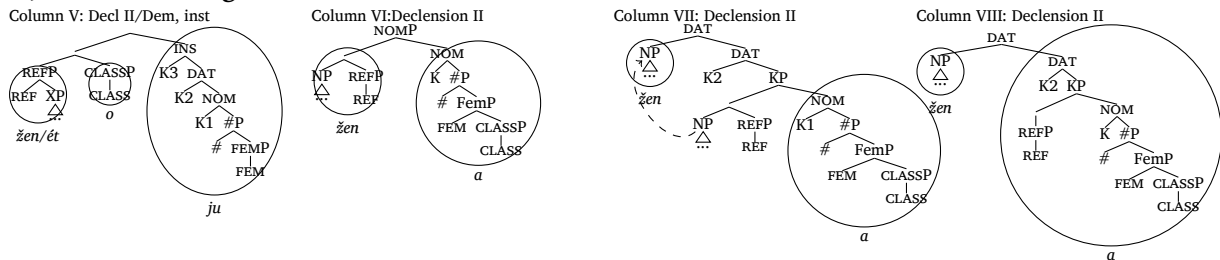 Column V: Decl II/Dem, inst
INS
REFP CLASSP K3 DAT
REF XP CLASS K2 NOM
... K1 #P
žen/ét o # FEMP
FEM
ju
Column VI:Declension II
NOMP
NOM
NP REFP K #P
... REF # FemP
žen FEM CLASSP
CLASS
a
Column VII: Declension II
DAT
NP DAT
... K2 KP
žen NOM
NP REFP K1 #P
... REF # FemP
FEM CLASSP
CLASS
a
Column VIII: Declension II
DAT
NP DAT
... K2 KP
žen NOM
REFP K #P
REF # FemP
FEM CLASSP
CLASS
a